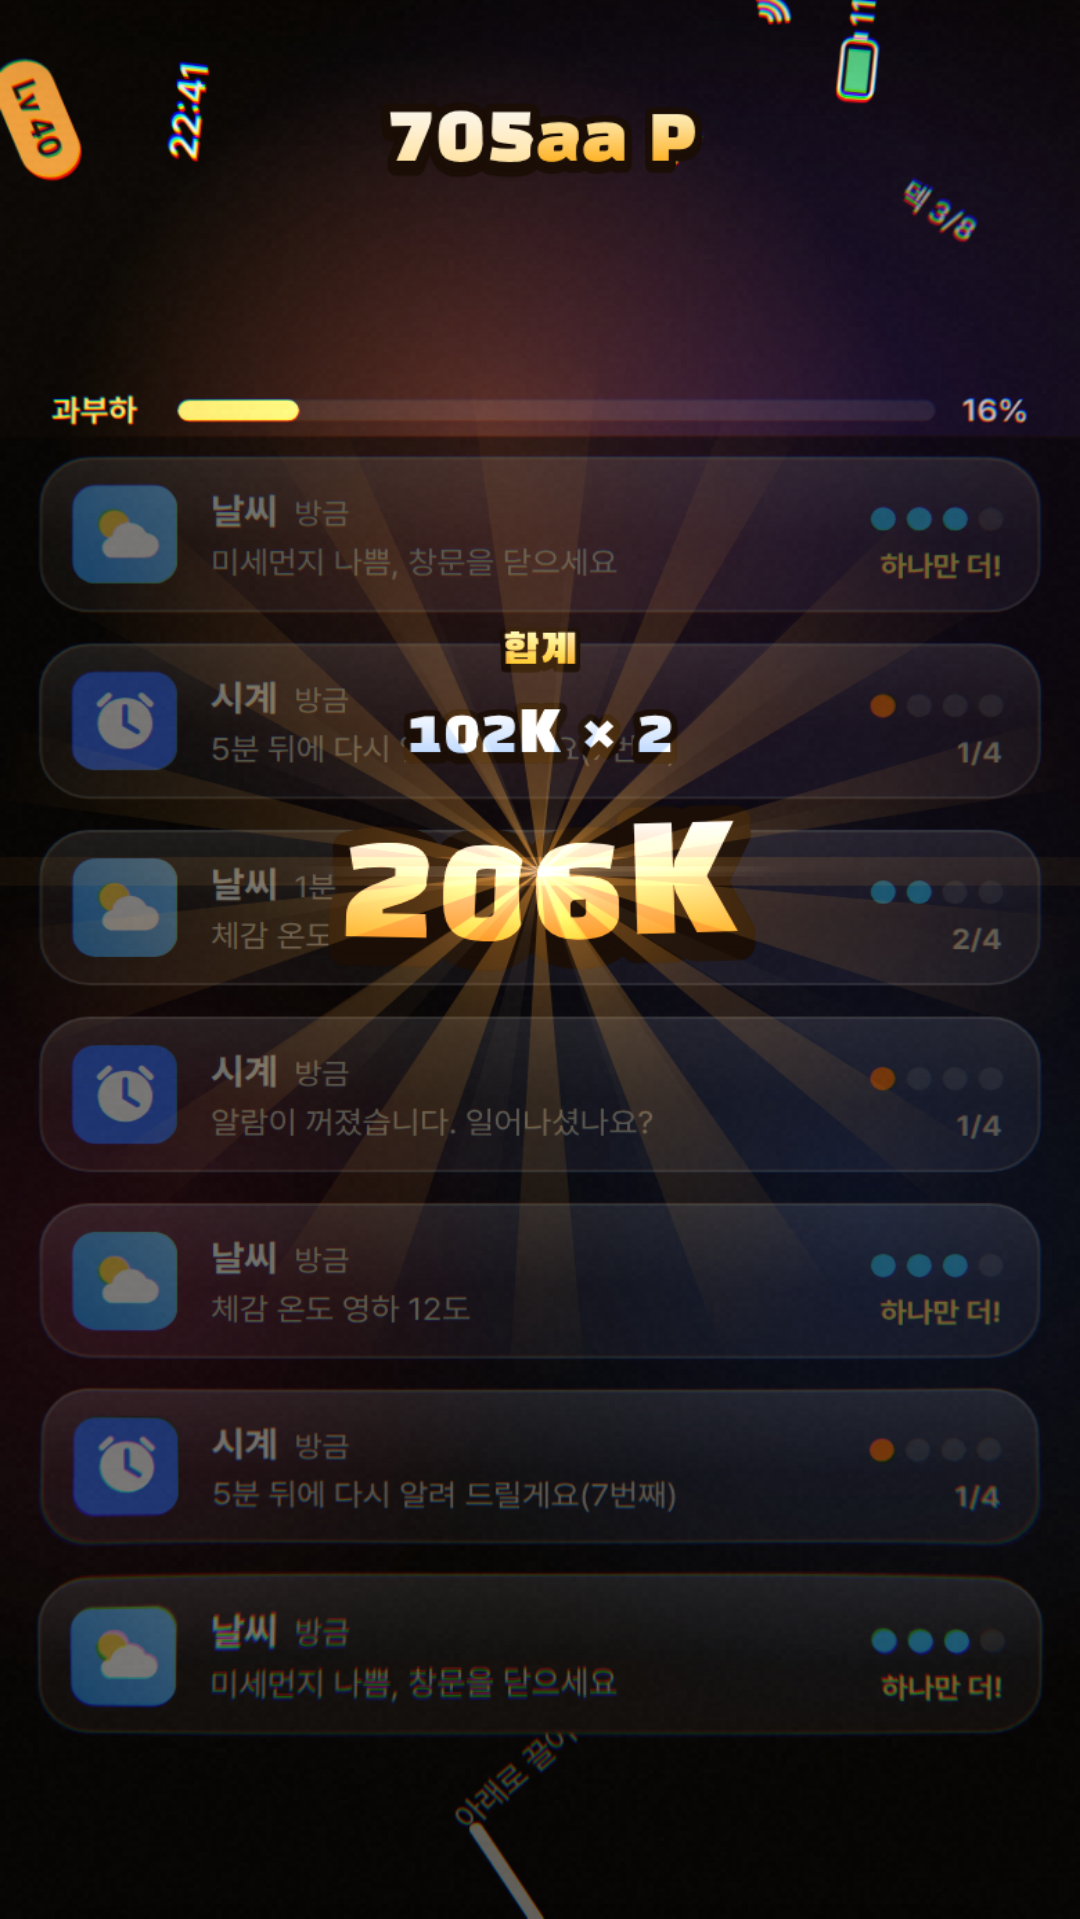 Lv 40
22:41
11
705aa P
덱 3/8
과부하
16%
날씨 방금
미세먼지 나쁨, 창문을 닫으세요
하나만 더!
합계
시계 방금
5분 뒤에 다시
1/4
102K × 2
206K
날씨 1분
체감 온도
2/4
시계 방금
알람이 꺼졌습니다. 일어나셨나요?
1/4
날씨 방금
체감 온도 영하 12도
하나만 더!
시계 방금
5분 뒤에 다시 알려 드릴게요(7번째)
1/4
날씨 방금
미세먼지 나쁨, 창문을 닫으세요
하나만 더!
아래로